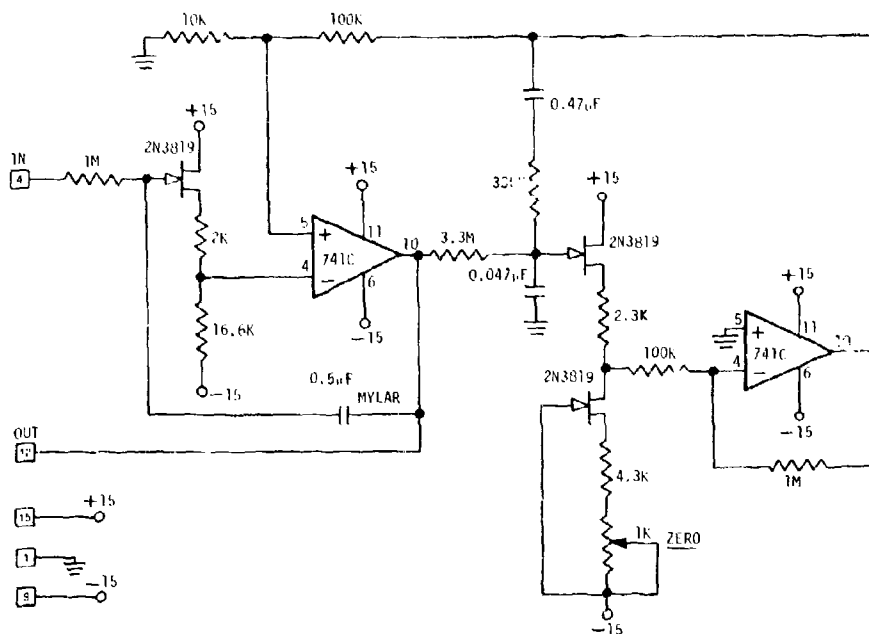 10K
100K
0.47µF
+15
2N3819
IN
4
1M
+15
+15
2N3819
5
+
11
10
3.3M
741C
2K
4
−
6
0.047µF
+15
2.3K
5
+
11
741C
16.6K
−15
100K
4
−
6
2N3819
−15
0.5µF
MYLAR
−15
OUT
4.3K
1M
15
+15
1K
ZERO
1
9
−15
−15